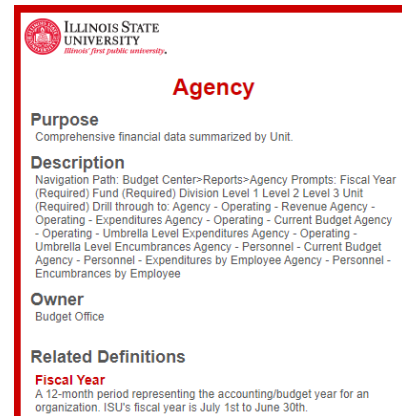 ILLINOIS STATE
UNIVERSITY
Illinois' first public university.
Agency
Purpose
Comprehensive financial data summarized by Unit.
Description
Navigation Path: Budget Center>Reports>Agency Prompts: Fiscal Year
(Required) Fund (Required) Division Level 1 Level 2 Level 3 Unit
(Required) Drill through to: Agency - Operating - Revenue Agency -
Operating - Expenditures Agency - Operating - Current Budget Agency
- Operating - Umbrella Level Expenditures Agency - Operating -
Umbrella Level Encumbrances Agency - Personnel - Current Budget
Agency - Personnel - Expenditures by Employee Agency - Personnel -
Encumbrances by Employee
Owner
Budget Office
Related Definitions
Fiscal Year
A 12-month period representing the accounting/budget year for an
organization. ISU's fiscal year is July 1st to June 30th.